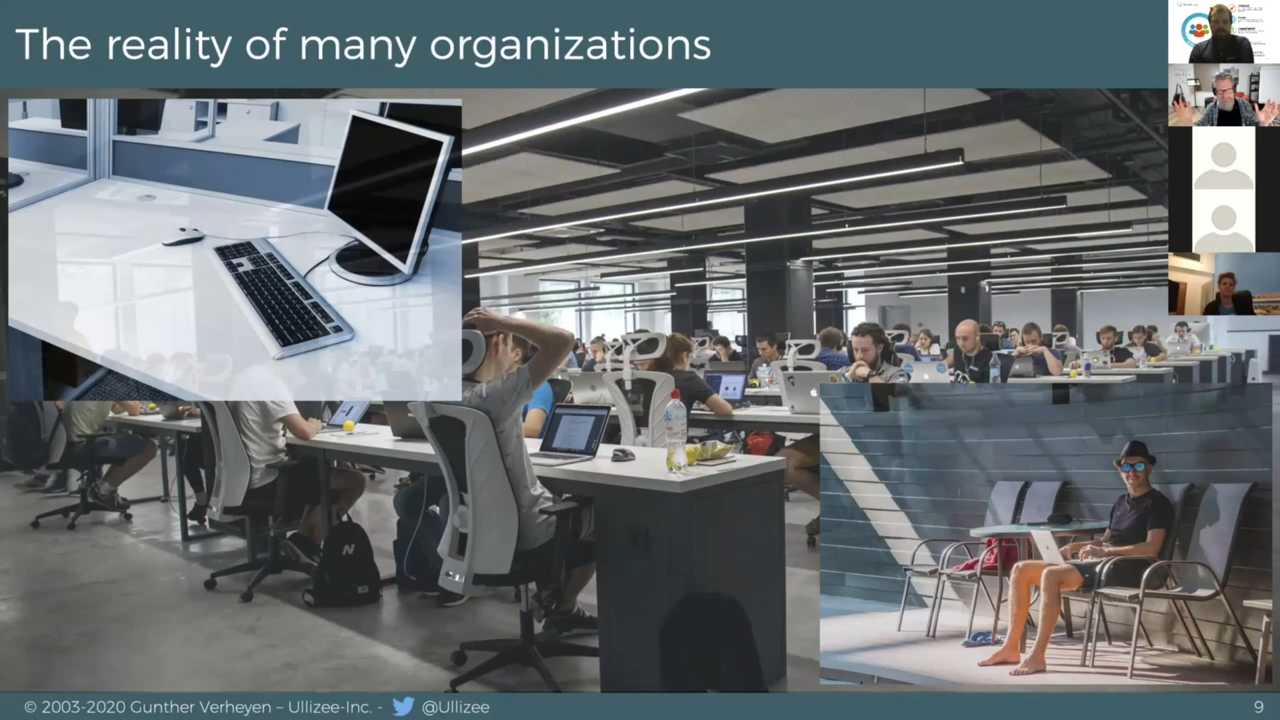 The reality of many organizations
© 2003-2020 Gunther Verheyen – Ullizee-Inc. - @Ullizee
9
N